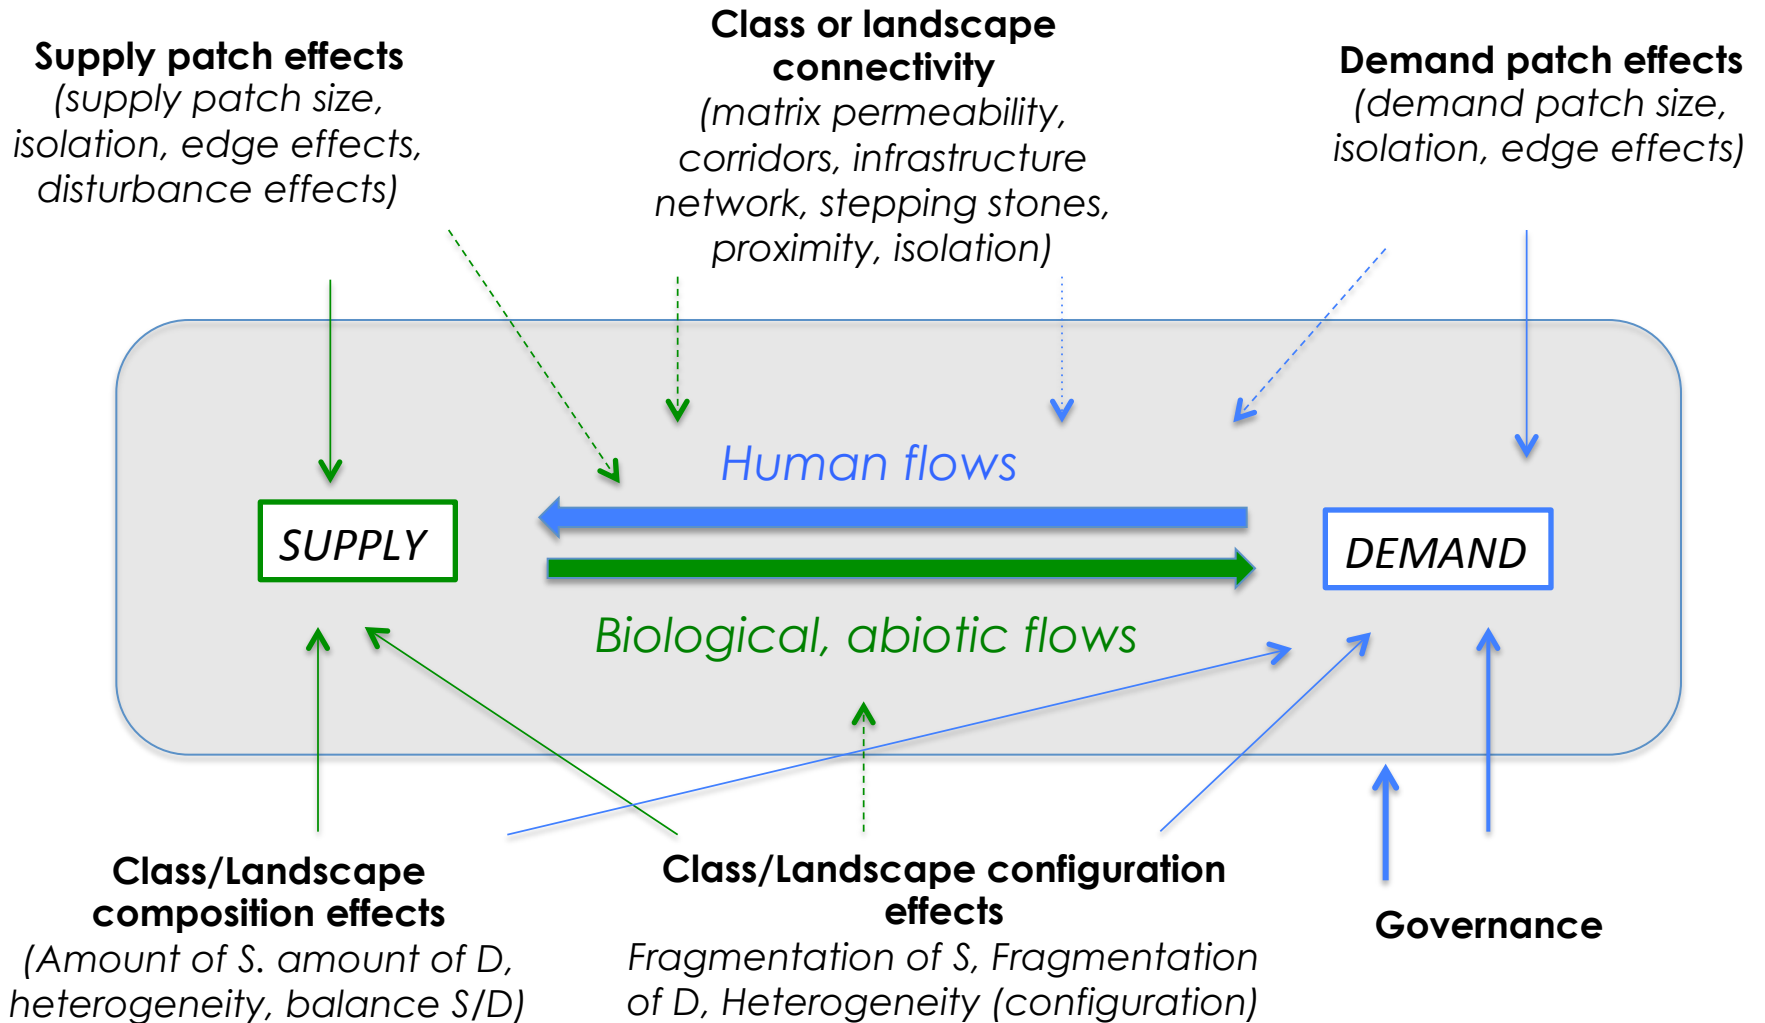 Supply patch effects
(supply patch size,
isolation, edge effects,
disturbance effects)
Class or landscape
connectivity
(matrix permeability,
corridors, infrastructure
network, stepping stones,
proximity, isolation)
Demand patch effects
(demand patch size,
isolation, edge effects)
Human flows
SUPPLY
DEMAND
Biological, abiotic flows
Class/Landscape
composition effects
(Amount of S. amount of D,
heterogeneity, balance S/D)
Class/Landscape configuration
effects
Fragmentation of S, Fragmentation
of D, Heterogeneity (configuration)
Governance